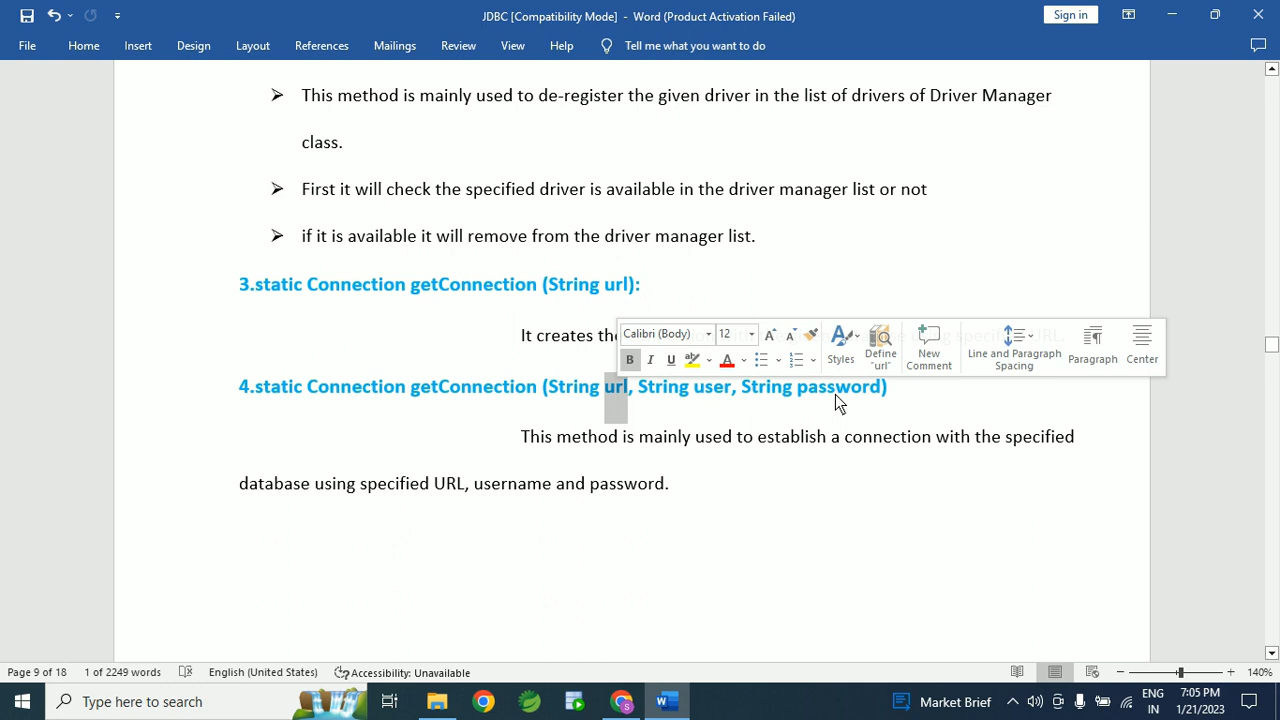 JDBC [Compatibility Mode] - Word (Product Activation Failed)
Sign in
File Home Insert Design Layout References Mailings Review View Help Tell me what you want to do
This method is mainly used to de-register the given driver in the list of drivers of Driver Manager
class.
First it will check the specified driver is available in the driver manager list or not
if it is available it will remove from the driver manager list.
3.static Connection getConnection (String url):
It creates the
Calibri (Body) 12
Styles Define "url" New Comment Line and Paragraph Spacing Paragraph Center
4.static Connection getConnection (String url, String user, String password)
This method is mainly used to establish a connection with the specified
database using specified URL, username and password.
Page 9 of 18 1 of 2249 words English (United States) Accessibility: Unavailable 140%
Type here to search
Market Brief
ENG
IN
7:05 PM
1/21/2023